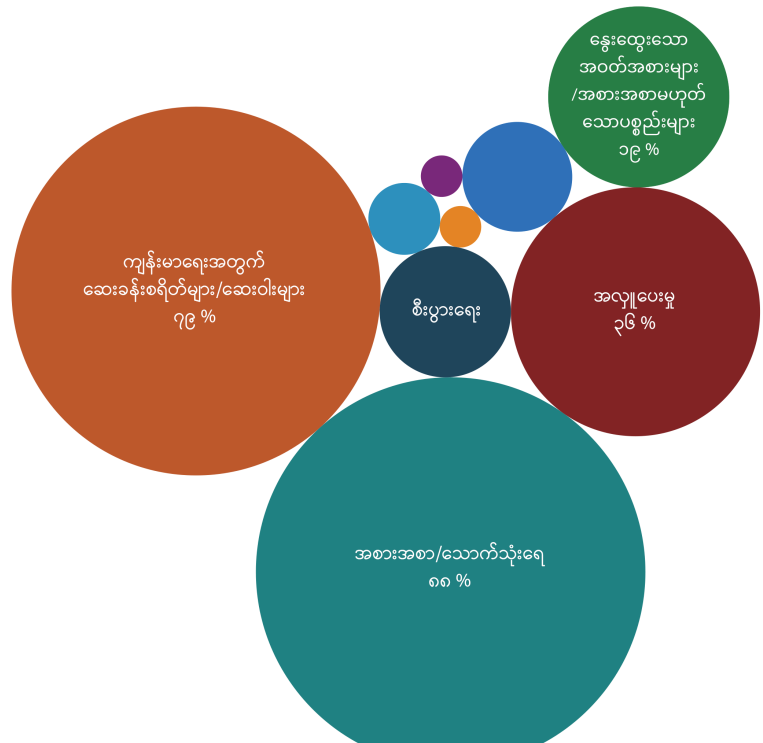 နွေးထွေးသော
အဝတ်အစားများ
/အစားအစာမဟုတ်
သောပစ္စည်းများ
၁၉ %
ကျန်းမာရေးအတွက်
ဆေးခန်းစရိတ်များ/ဆေးဝါးများ
၇၉ %
စီးပွားရေး
အလှူပေးမှု
၃၆ %
အစားအစာ/သောက်သုံးရေ
၈၈ %